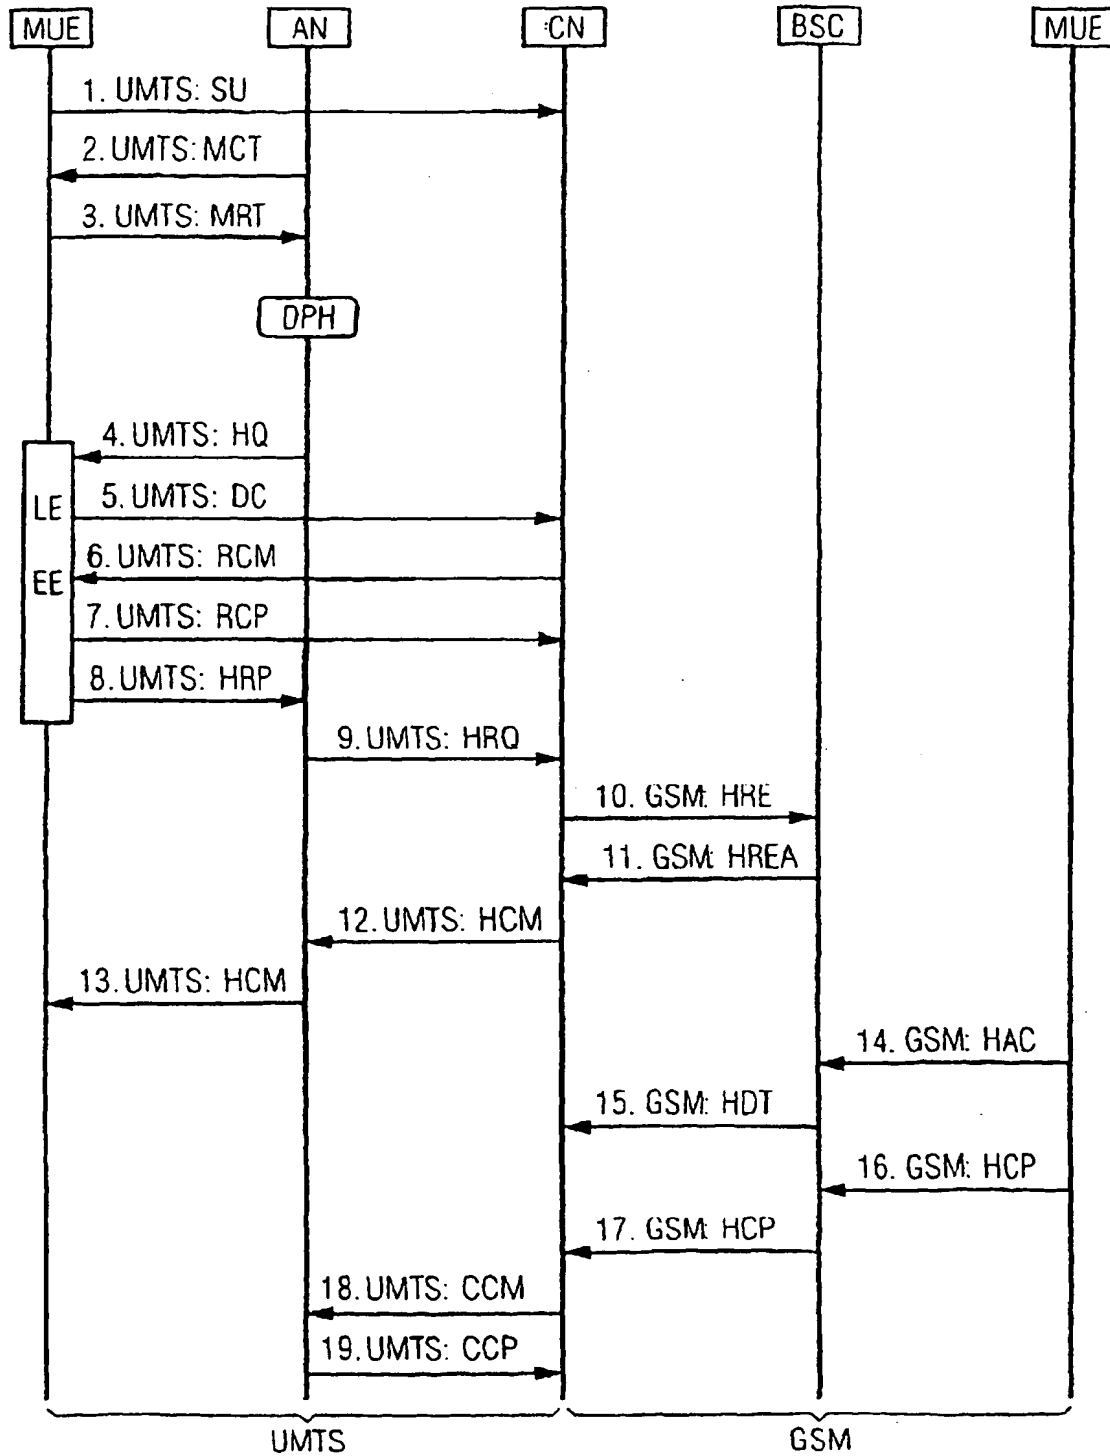 MUE AN CN BSC MUE
1. UMTS: SU
2. UMTS: MCT
3. UMTS: MRT
DPH
4. UMTS: HQ
LE
5. UMTS: DC
6. UMTS: RCM
EE
7. UMTS: RCP
8. UMTS: HRP
9. UMTS: HRQ
10. GSM: HRE
11. GSM: HREA
12. UMTS: HCM
13. UMTS: HCM
14. GSM: HAC
15. GSM: HDT
16. GSM: HCP
17. GSM: HCP
18. UMTS: CCM
19. UMTS: CCP
UMTS GSM